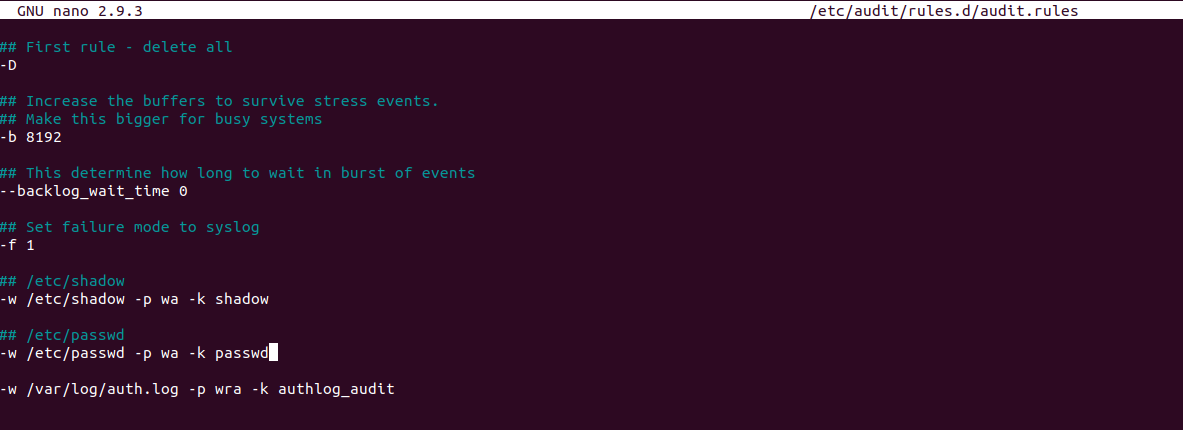 GNU nano 2.9.3 /etc/audit/rules.d/audit.rules
## First rule - delete all
-D
## Increase the buffers to survive stress events.
## Make this bigger for busy systems
-b 8192
## This determine how long to wait in burst of events
--backlog_wait_time 0
## Set failure mode to syslog
-f 1
## /etc/shadow
-w /etc/shadow -p wa -k shadow
## /etc/passwd
-w /etc/passwd -p wa -k passwd
-w /var/log/auth.log -p wra -k authlog_audit